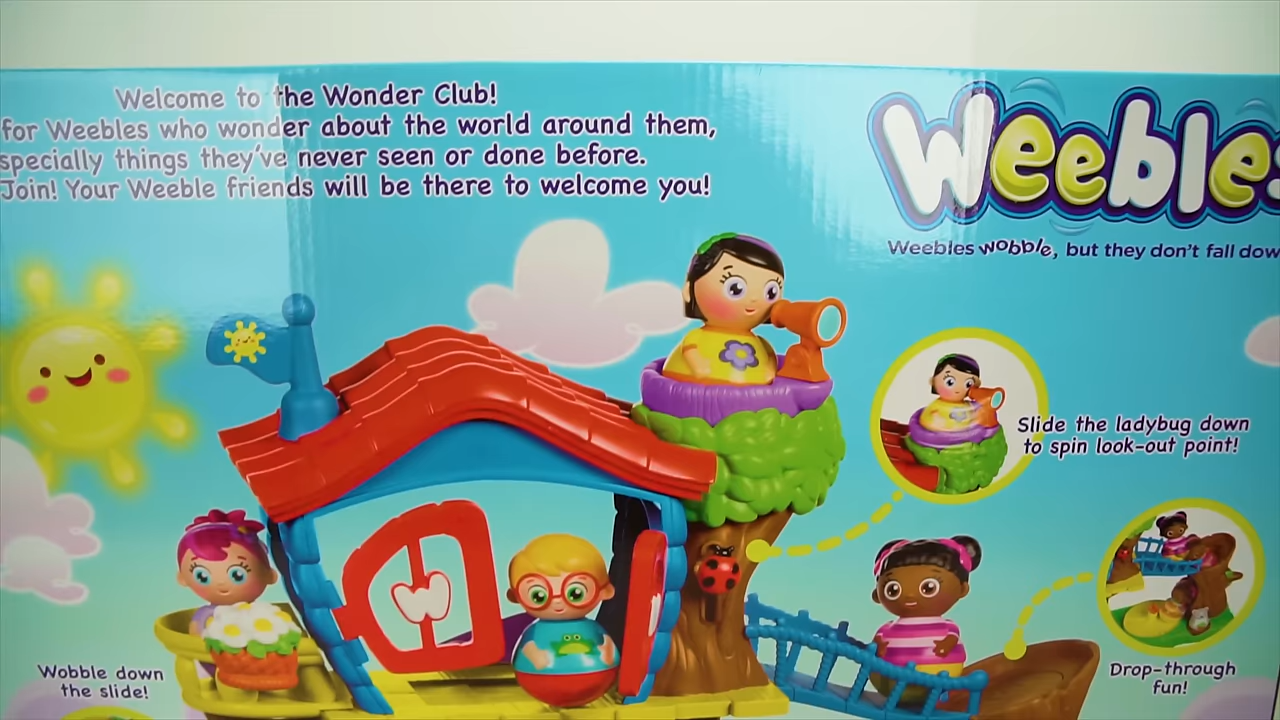 Welcome to the Wonder Club!
for Weebles who wonder about the world around them,
specially things they've never seen or done before.
Join! Your Weeble friends will be there to welcome you!
Weebles
Weebles wobble, but they don't fall dow
Slide the ladybug down
to spin look-out point!
Wobble down
the slide!
Drop-through
fun!
W